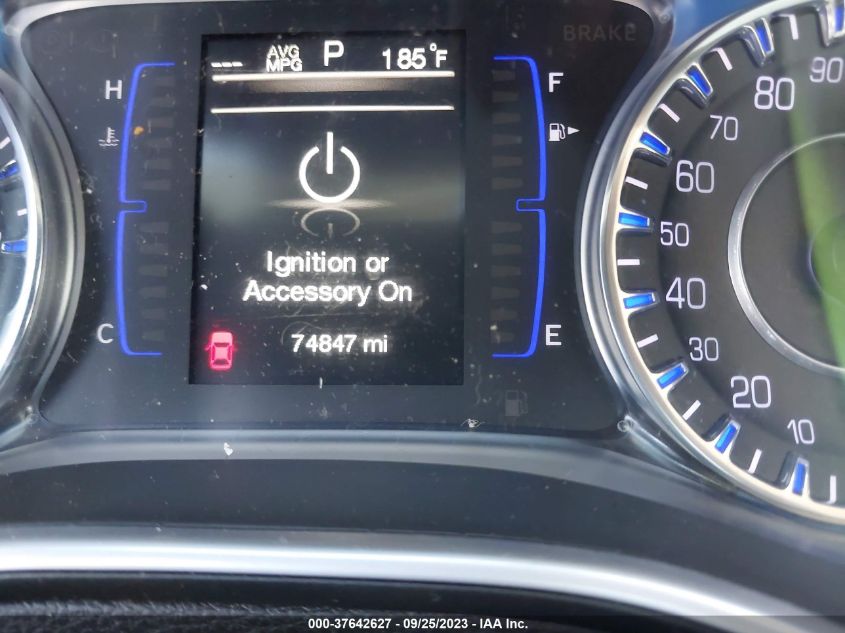 BRAKE
--- AVG MPG P 185°F
H
F
Ignition or
Accessory On
C
E
74847 mi
90
80
70
60
50
40
30
20
10
000-37642627 - 09/25/2023 - IAA Inc.